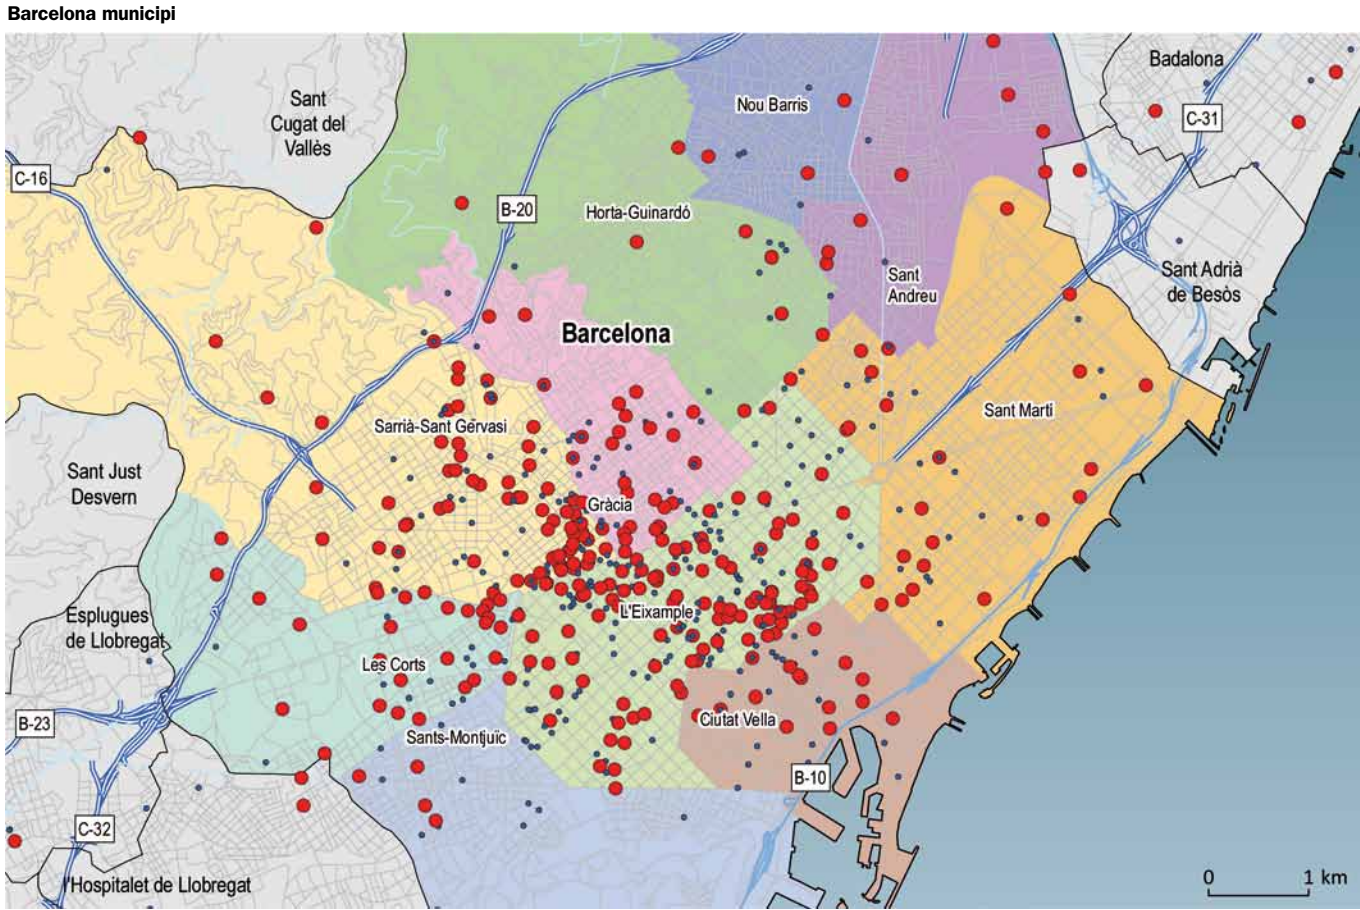 Barcelona municipi
Badalona
Sant
Cugat del
Vallès
Nou Barris
C-31
C-16
B-20
Horta-Guinardó
Sant
Andreu
Sant Adrià
de Besòs
Barcelona
Sant Martí
Sarrià-Sant Gervasi
Sant Just
Desvern
Gràcia
L'Eixample
Esplugues
de Llobregat
Les Corts
B-23
Ciutat Vella
Sants-Montjuïc
B-10
C-32
l'Hospitalet de Llobregat
0 1 km